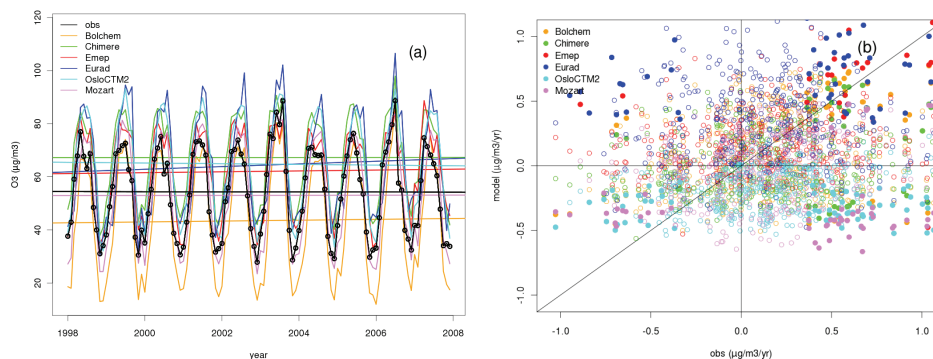 120
100
80
60
40
20
O3 (µg/m3)
obs
Bolchem
Chimere
Emep
Eurad
OsloCTM2
Mozart
(a)
1998
2000
2002
2004
2006
2008
year
1.0
0.5
0.0
-0.5
-1.0
model (µg/m3/yr)
Bolchem
Chimere
Emep
Eurad
OsloCTM2
Mozart
(b)
-1.0
-0.5
0.0
0.5
1.0
obs (µg/m3/yr)